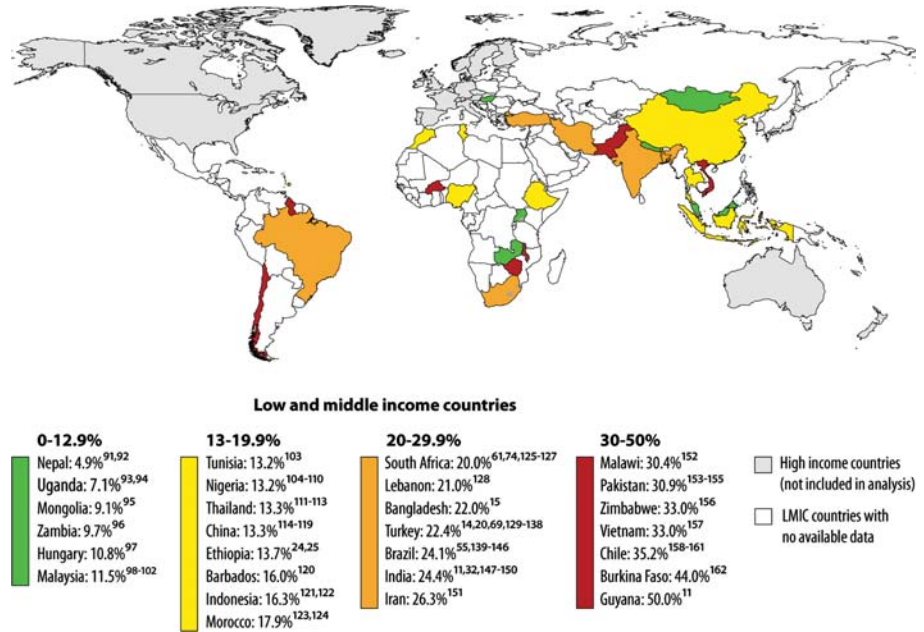 Low and middle income countries
0-12.9%
Nepal: 4.9%91,92
Uganda: 7.1%93,94
Mongolia: 9.1%95
Zambia: 9.7%96
Hungary: 10.8%97
Malaysia: 11.5%98-102
13-19.9%
Tunisia: 13.2%103
Nigeria: 13.2%104-110
Thailand: 13.3%111-113
China: 13.3%114-119
Ethiopia: 13.7%24,25
Barbados: 16.0%120
Indonesia: 16.3%121,122
Morocco: 17.9%123,124
20-29.9%
South Africa: 20.0%61,74,125-127
Lebanon: 21.0%128
Bangladesh: 22.0%15
Turkey: 22.4%14,20,69,129-138
Brazil: 24.1%55,139-146
India: 24.4%11,32,147-150
Iran: 26.3%151
30-50%
Malawi: 30.4%152
Pakistan: 30.9%153-155
Zimbabwe: 33.0%156
Vietnam: 33.0%157
Chile: 35.2%158-161
Burkina Faso: 44.0%162
Guyana: 50.0%11
High income countries
(not included in analysis)
LMIC countries with
no available data